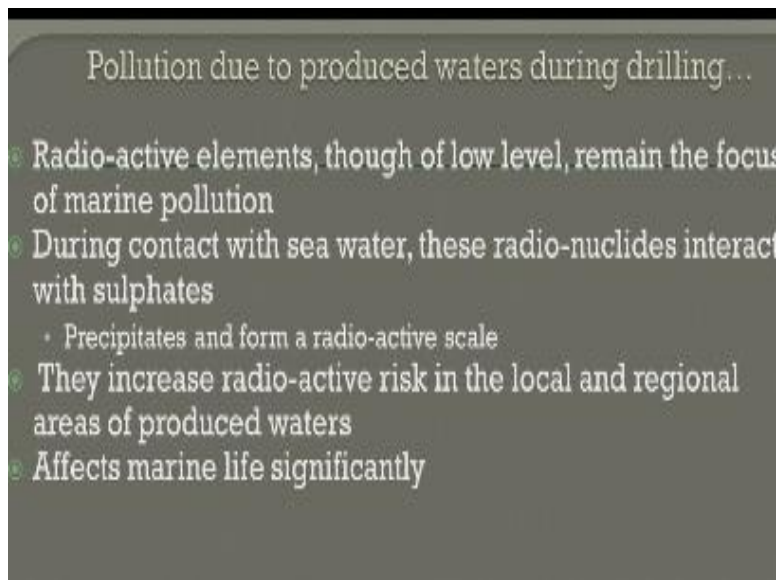 Pollution due to produced waters during drilling...
Radio-active elements, though of low level, remain the focus
of marine pollution
During contact with sea water, these radio-nuclides interact
with sulphates
Precipitates and form a radio-active scale
They increase radio-active risk in the local and regional
areas of produced waters
Affects marine life significantly